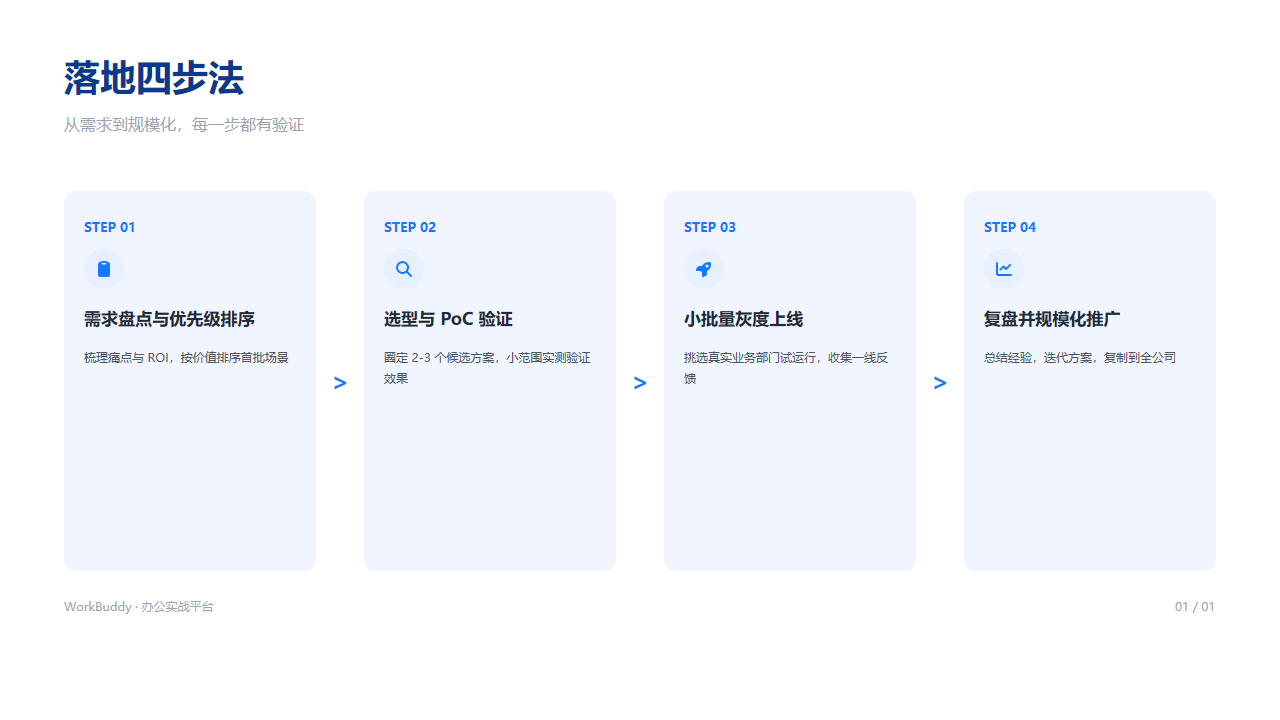 落地四步法
从需求到规模化，每一步都有验证
STEP 01
需求盘点与优先级排序
梳理痛点与 ROI，按价值排序首批场景
>
STEP 02
选型与 PoC 验证
圈定 2-3 个候选方案，小范围实测验证
效果
>
STEP 03
小批量灰度上线
挑选真实业务部门试运行，收集一线反
馈
>
STEP 04
复盘并规模化推广
总结经验，迭代方案，复制到全公司
WorkBuddy · 办公实战平台
01 / 01